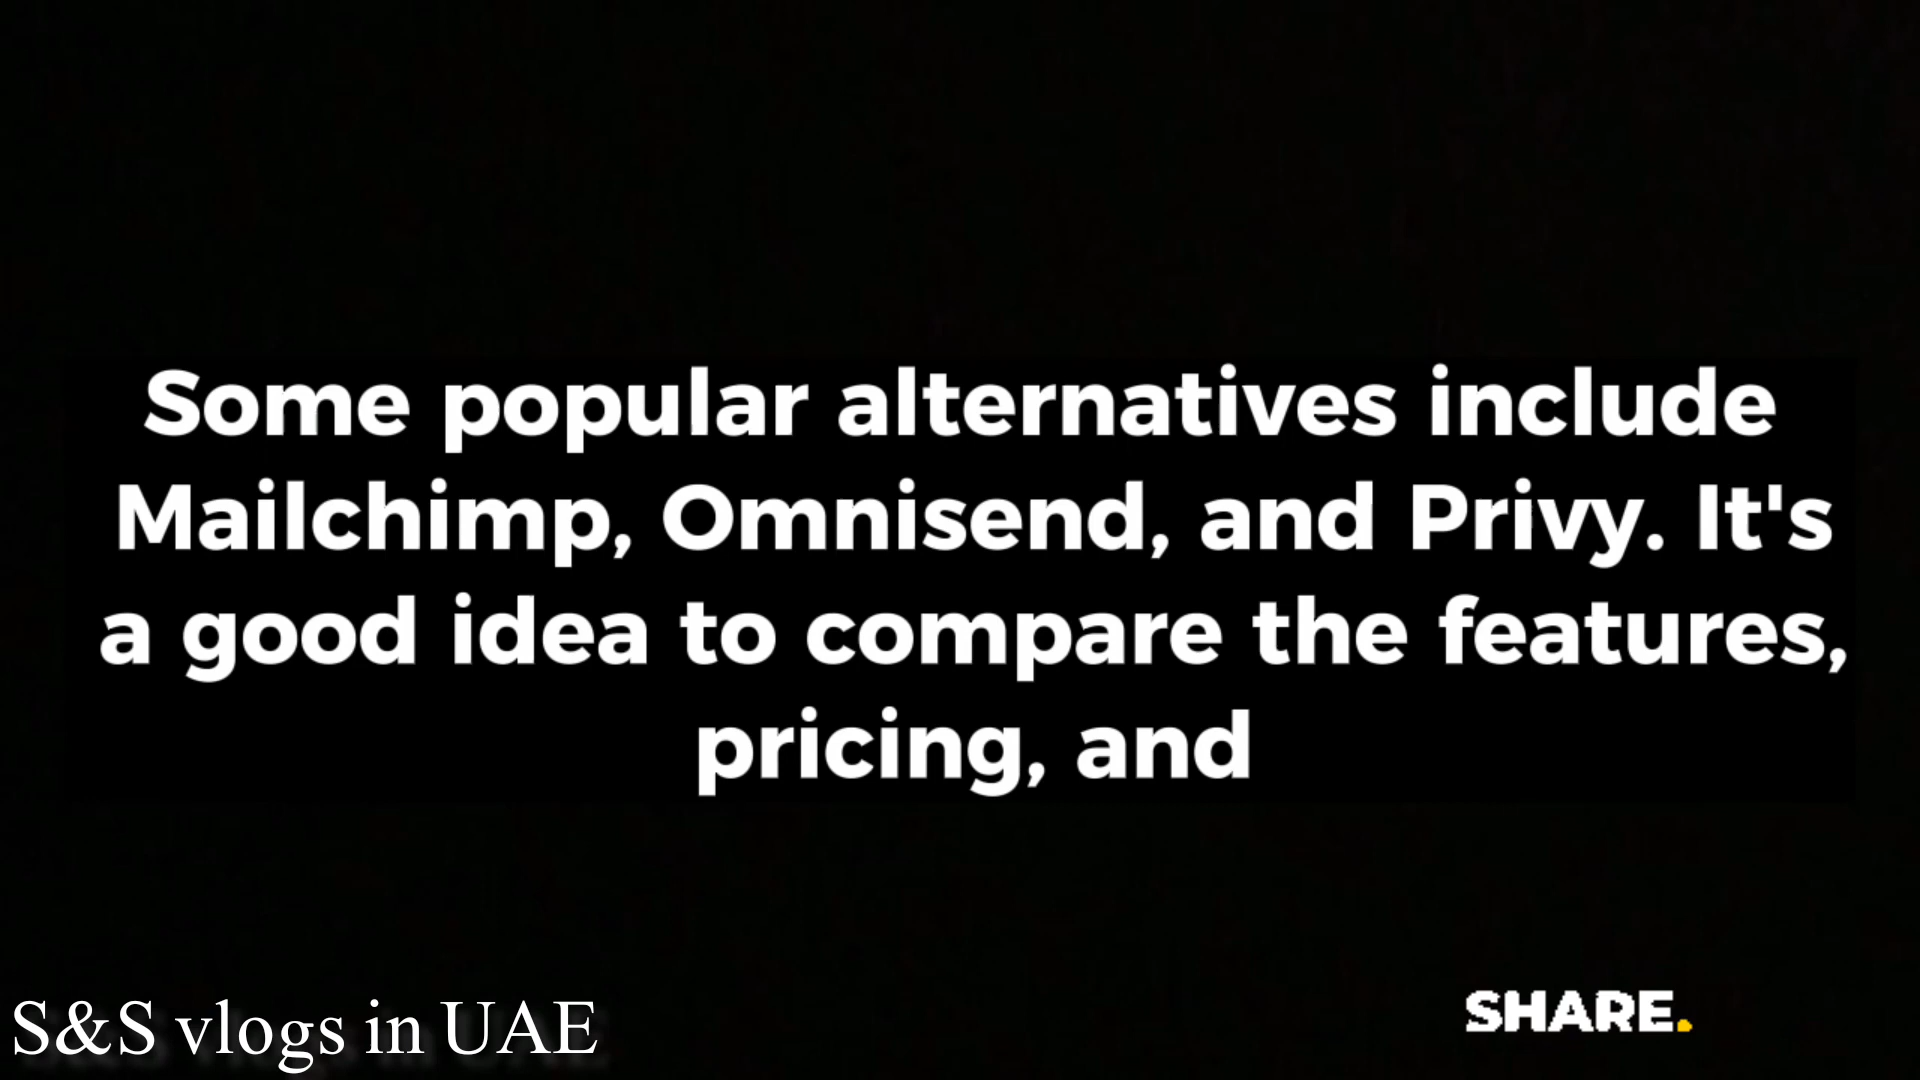 Some popular alternatives include
Mailchimp, Omnisend, and Privy. It's
a good idea to compare the features,
pricing, and
S&S vlogs in UAE
SHARE.